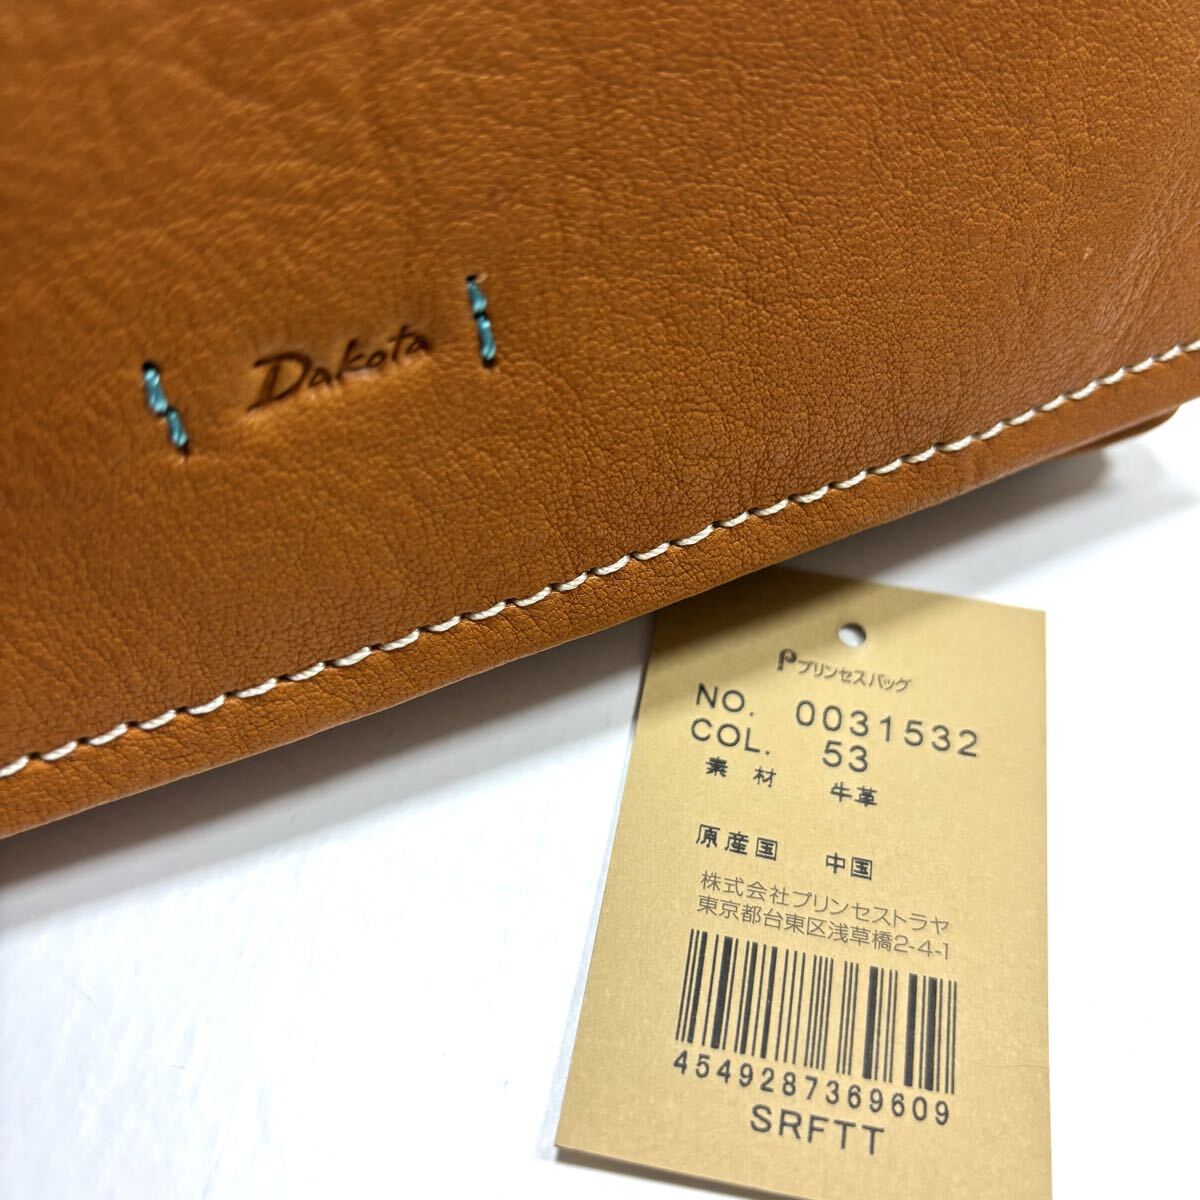 Dakota
プリンセスバッグ
NO. 0031532
COL. 53
素材 牛革
原産国 中国
株式会社プリンセストラヤ
東京都台東区浅草橋2-4-1
4549287369609
SRFTT